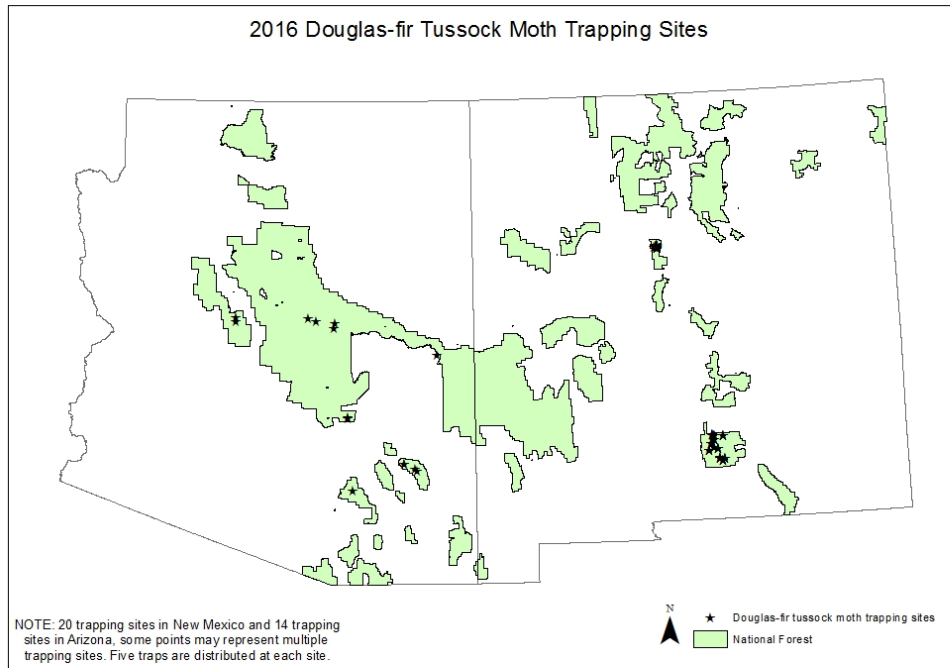 2016 Douglas-fir Tussock Moth Trapping Sites
NOTE: 20 trapping sites in New Mexico and 14 trapping
sites in Arizona, some points may represent multiple
trapping sites. Five traps are distributed at each site.
N
Douglas-fir tussock moth trapping sites
National Forest